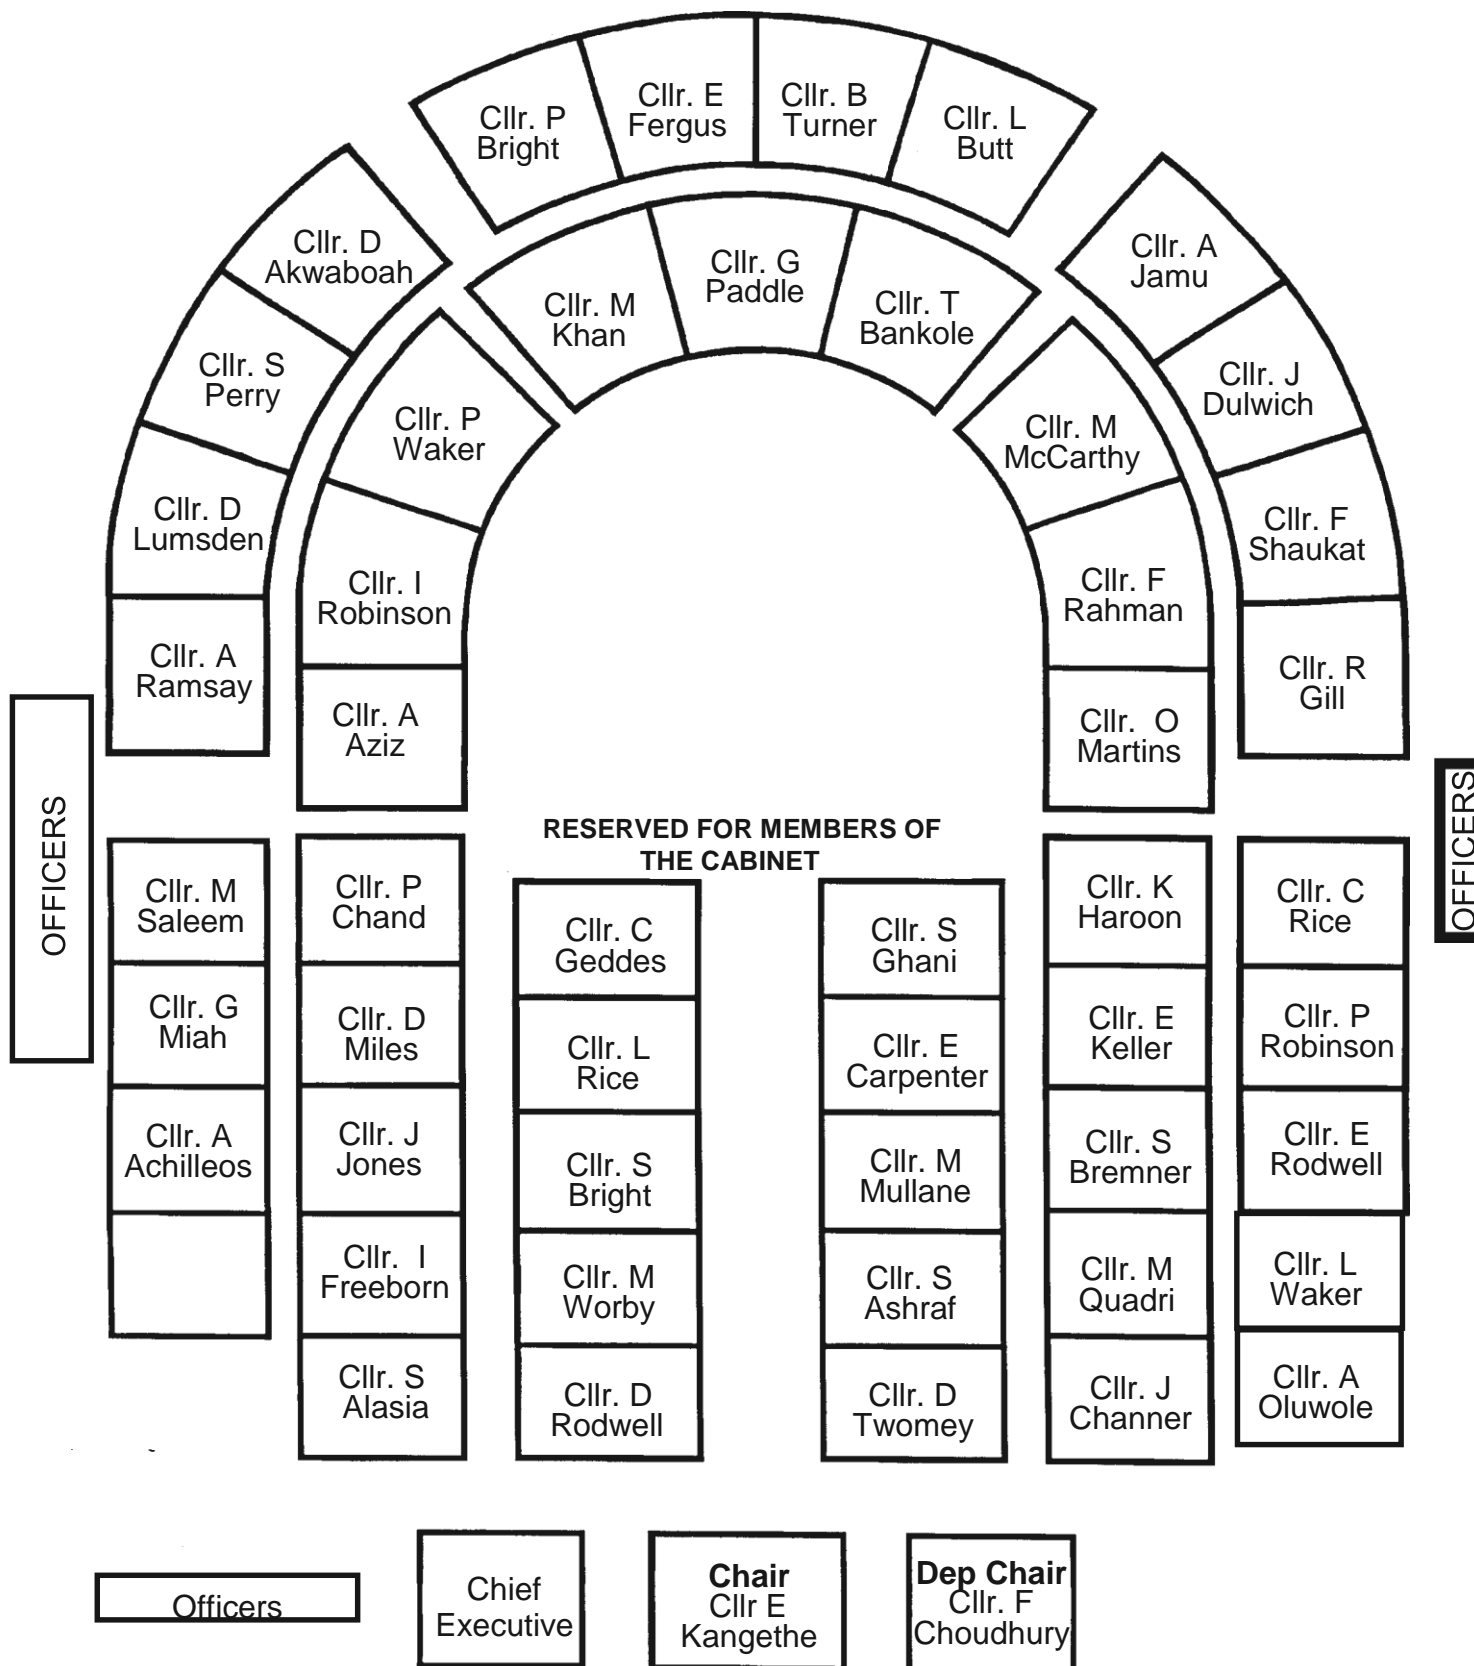 Cllr. P
Bright
Cllr. E
Fergus
Cllr. B
Turner
Cllr. L
Butt
Cllr. D
Akwaboah
Cllr. A
Jamu
Cllr. M
Khan
Cllr. G
Paddle
Cllr. T
Bankole
Cllr. S
Perry
Cllr. J
Dulwich
Cllr. P
Waker
Cllr. M
McCarthy
Cllr. D
Lumsden
Cllr. F
Shaukat
Cllr. I
Robinson
Cllr. F
Rahman
Cllr. A
Ramsay
Cllr. R
Gill
Cllr. A
Aziz
Cllr. O
Martins
OFFICERS
OFFICERS
RESERVED FOR MEMBERS OF
THE CABINET
Cllr. M
Saleem
Cllr. P
Chand
Cllr. C
Geddes
Cllr. S
Ghani
Cllr. K
Haroon
Cllr. C
Rice
Cllr. G
Miah
Cllr. D
Miles
Cllr. L
Rice
Cllr. E
Carpenter
Cllr. E
Keller
Cllr. P
Robinson
Cllr. A
Achilleos
Cllr. J
Jones
Cllr. S
Bright
Cllr. M
Mullane
Cllr. S
Bremner
Cllr. E
Rodwell
Cllr. I
Freeborn
Cllr. M
Worby
Cllr. S
Ashraf
Cllr. M
Quadri
Cllr. L
Waker
Cllr. S
Alasia
Cllr. D
Rodwell
Cllr. D
Twomey
Cllr. J
Channer
Cllr. A
Oluwole
Officers
Chief
Executive
Chair
Cllr E
Kangethe
Dep Chair
Cllr. F
Choudhury